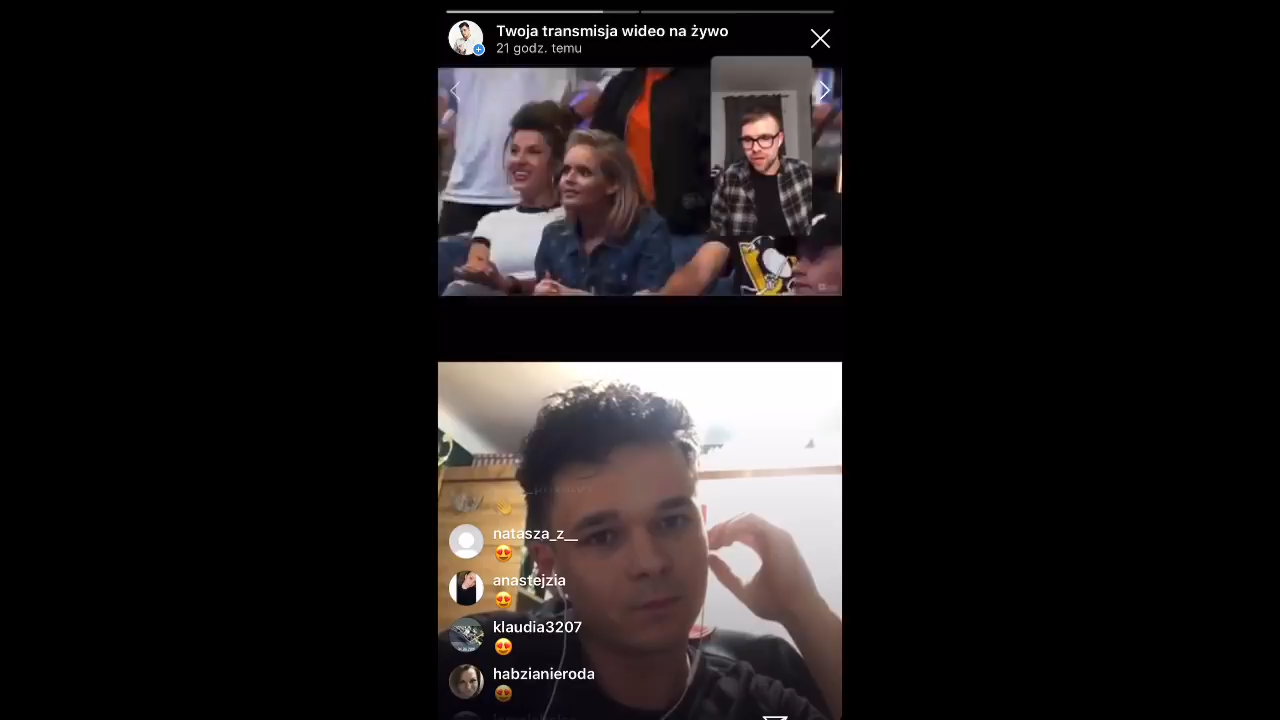 Twoja transmisja wideo na żywo
21 godz. temu
natasza_z__
😍
anastejzia
😍
klaudia3207
😍
habzianieroda
😍